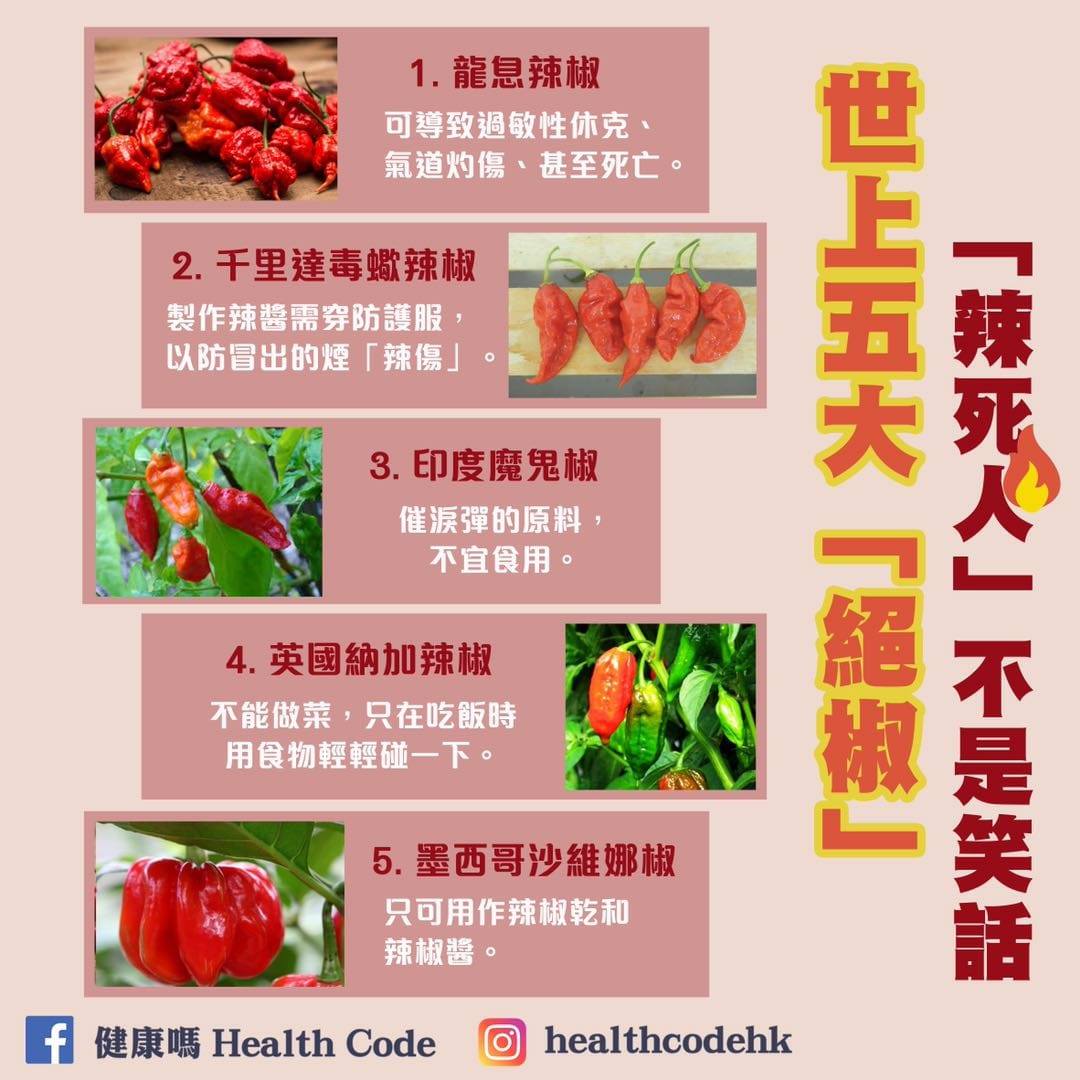 「辣死人」不是笑話
世上五大「絕椒」
1. 龍息辣椒
可導致過敏性休克、
氣道灼傷、甚至死亡。
2. 千里達毒蠍辣椒
製作辣醬需穿防護服，
以防冒出的煙「辣傷」。
3. 印度魔鬼椒
催淚彈的原料，
不宜食用。
4. 英國納加辣椒
不能做菜，只在吃飯時
用食物輕輕碰一下。
5. 墨西哥沙維娜椒
只可用作辣椒乾和
辣椒醬。
健康嗎 Health Code
healthcodehk